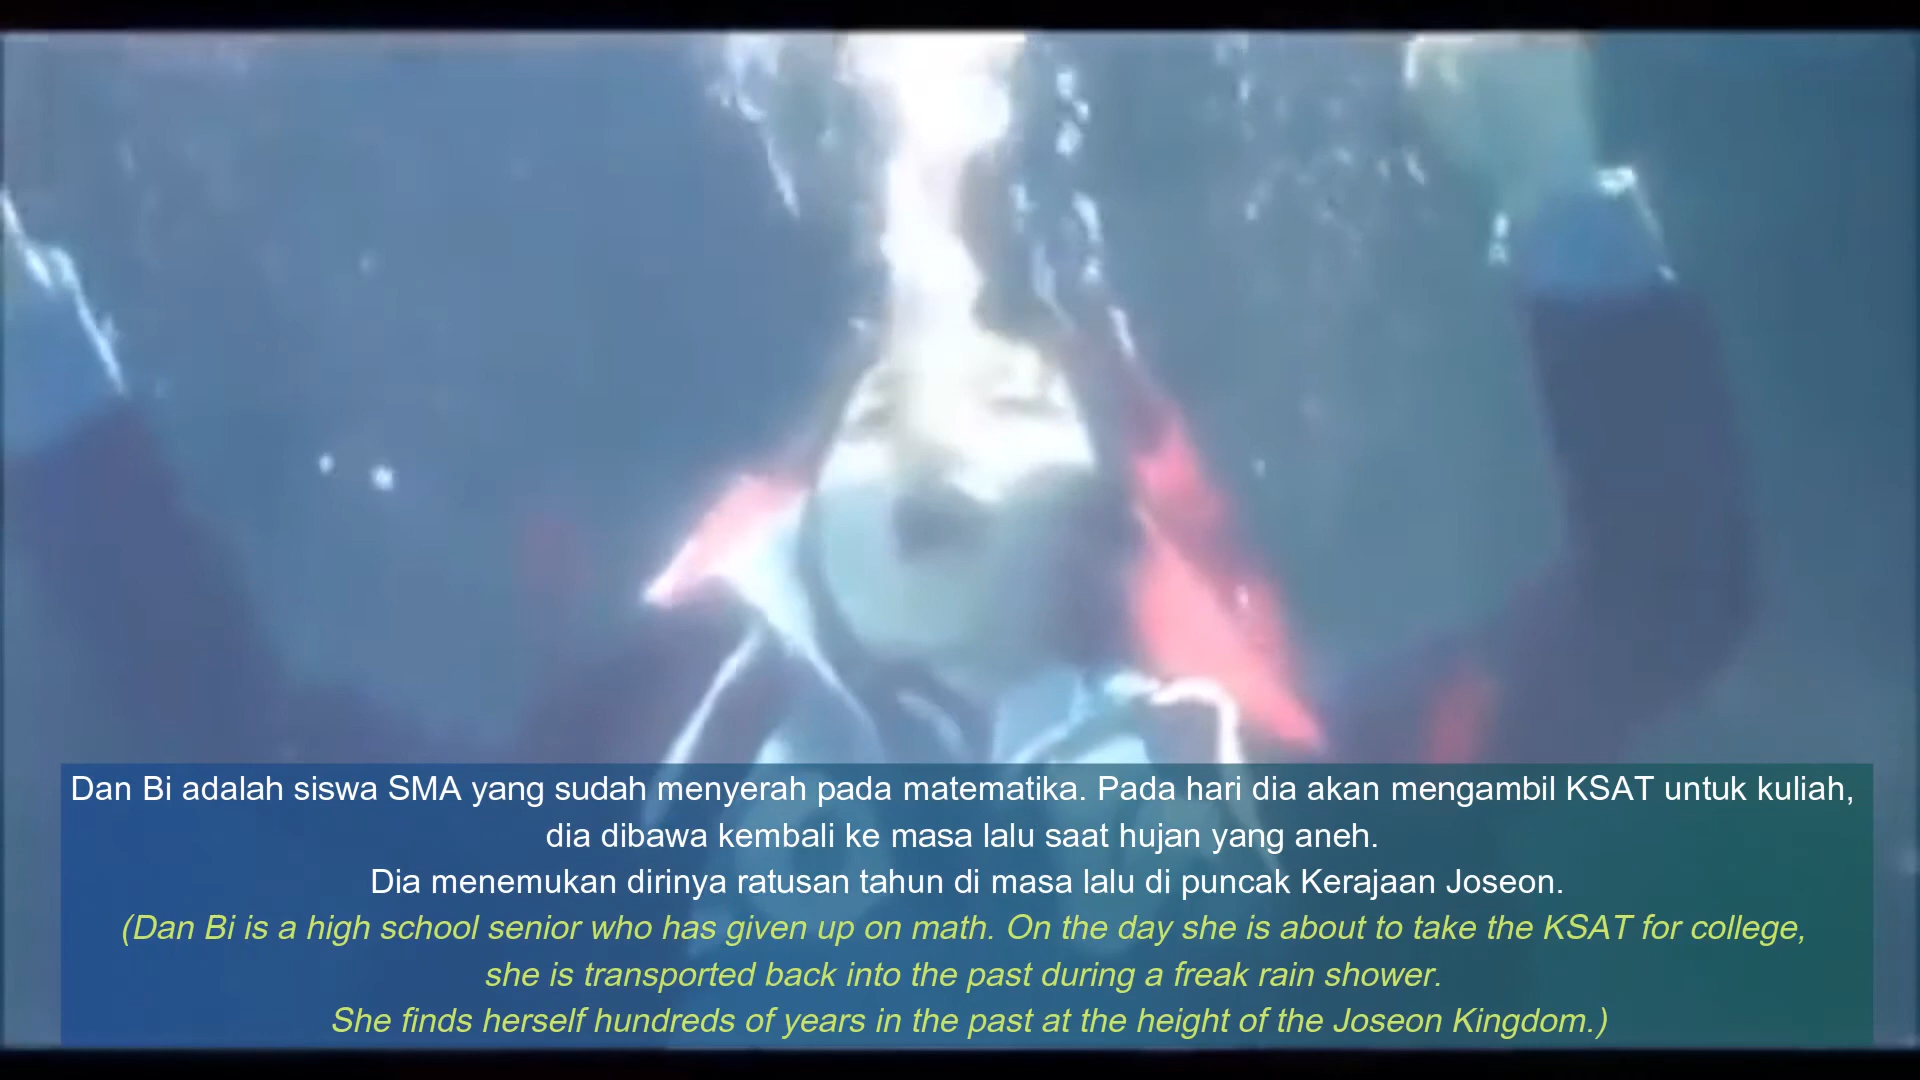 Dan Bi adalah siswa SMA yang sudah menyerah pada matematika. Pada hari dia akan mengambil KSAT untuk kuliah,
dia dibawa kembali ke masa lalu saat hujan yang aneh.
Dia menemukan dirinya ratusan tahun di masa lalu di puncak Kerajaan Joseon.
(Dan Bi is a high school senior who has given up on math. On the day she is about to take the KSAT for college,
she is transported back into the past during a freak rain shower.
She finds herself hundreds of years in the past at the height of the Joseon Kingdom.)